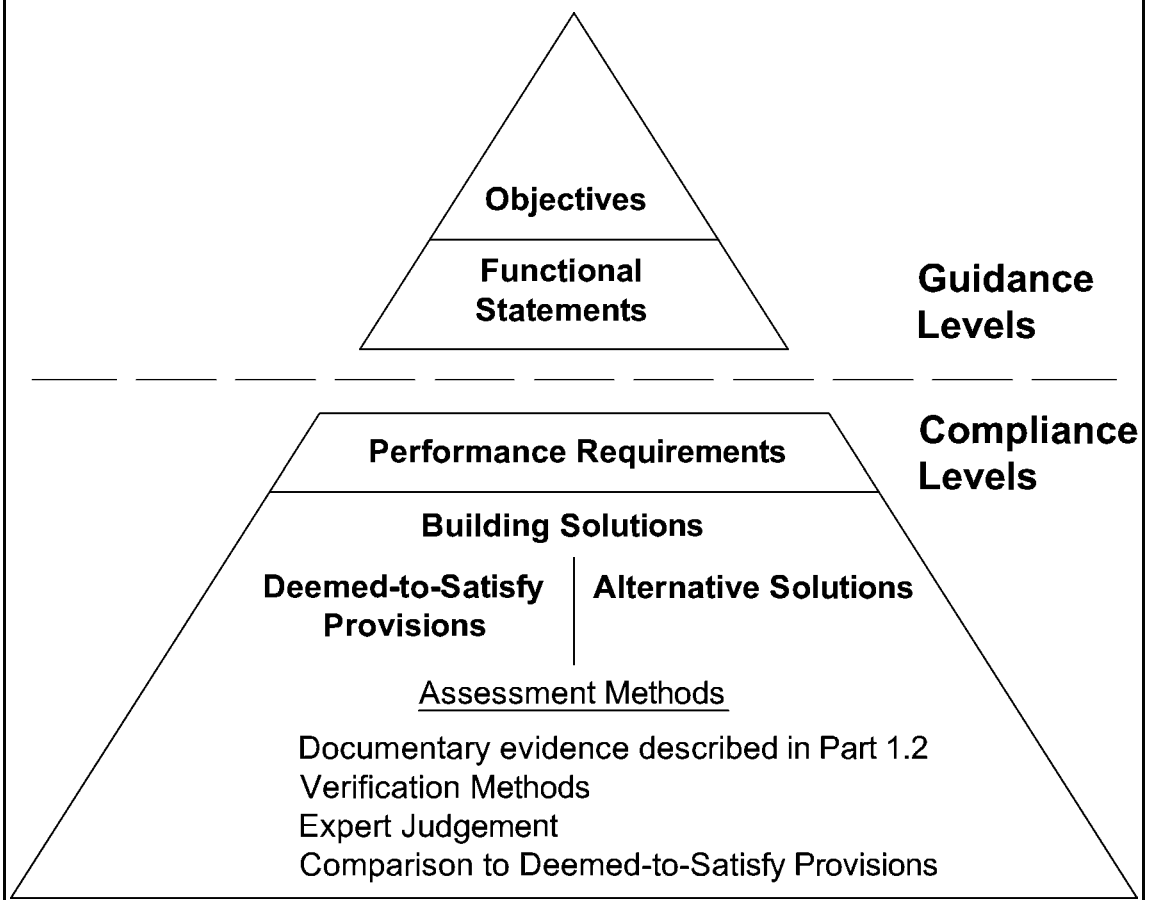 Objectives
Functional
Statements
Guidance
Levels
Compliance
Levels
Performance Requirements
Building Solutions
Deemed-to-Satisfy
Provisions
Alternative Solutions
Assessment Methods
Documentary evidence described in Part 1.2
Verification Methods
Expert Judgement
Comparison to Deemed-to-Satisfy Provisions